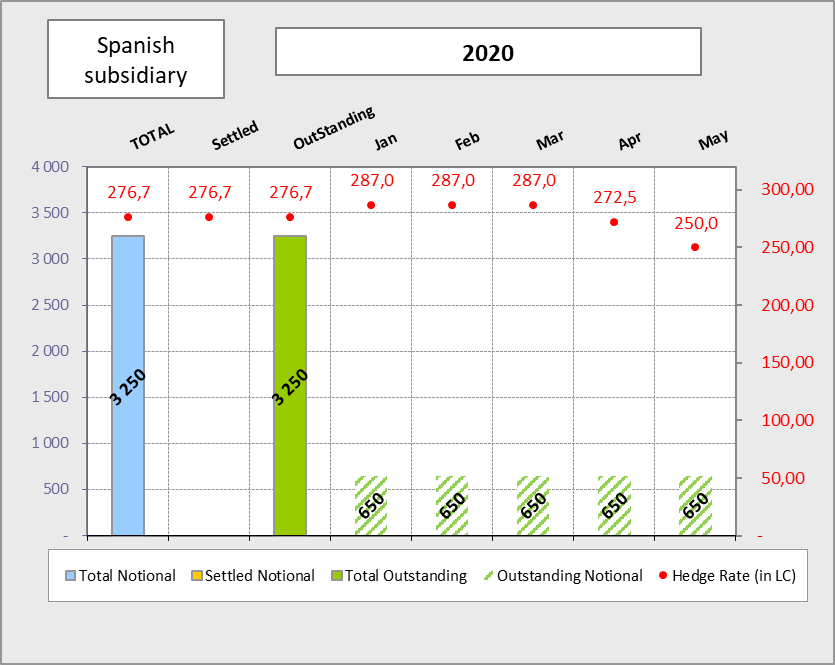 Spanish
subsidiary
2020
TOTAL Settled OutStanding Jan Feb Mar Apr May
4 000
3 500
3 000
2 500
2 000
1 500
1 000
500
-
276,7 276,7 276,7 287,0 287,0 287,0 272,5 250,0
3 250 3 250 650 650 650 650 650
300,00
250,00
200,00
150,00
100,00
50,00
-
Total Notional Settled Notional Total Outstanding Outstanding Notional Hedge Rate (in LC)